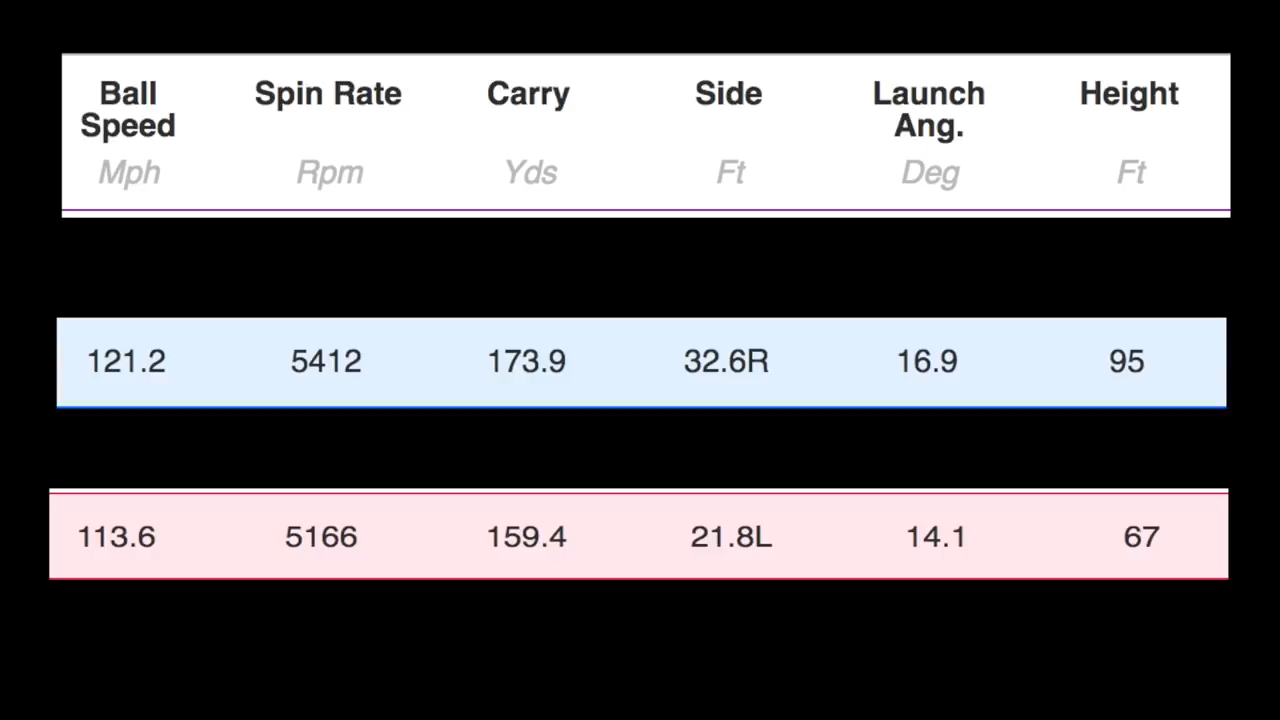 Ball Speed Spin Rate Carry Side Launch Ang. Height
Mph Rpm Yds Ft Deg Ft
121.2 5412 173.9 32.6R 16.9 95
113.6 5166 159.4 21.8L 14.1 67